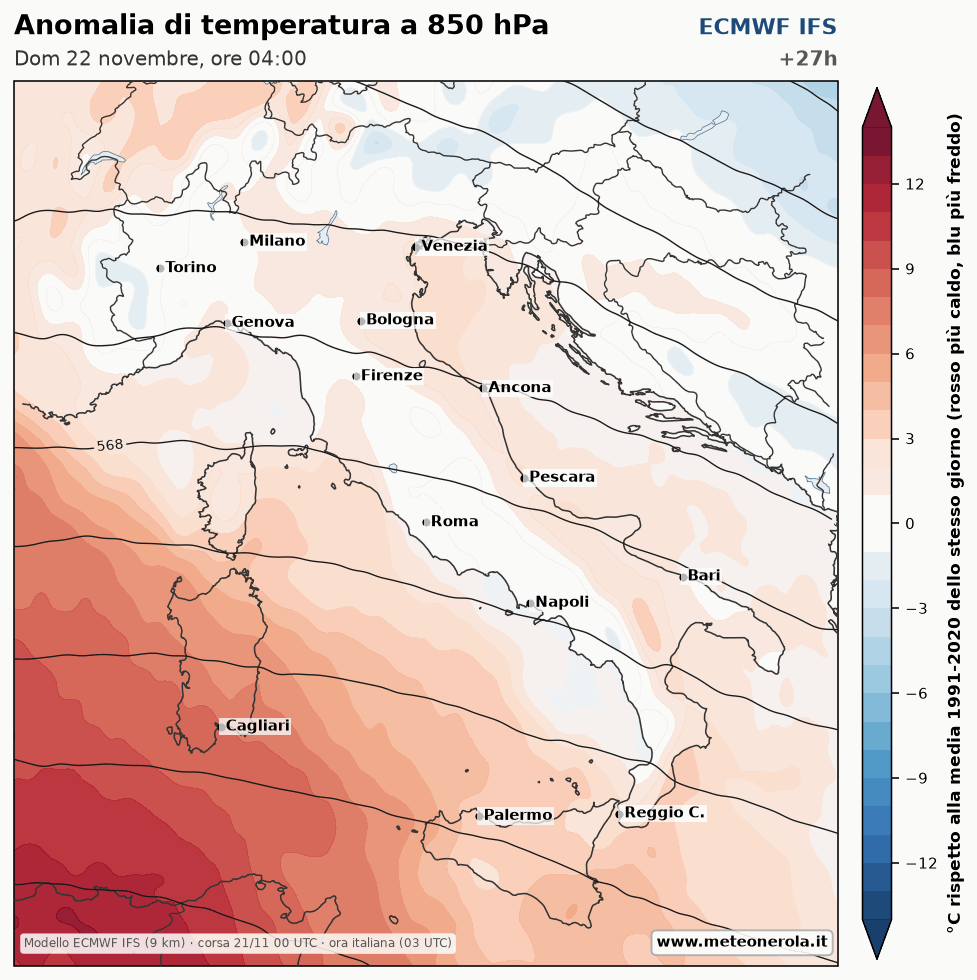 Anomalia di temperatura a 850 hPa
ECMWF IFS
Dom 22 novembre, ore 04:00
+27h
Milano
Venezia
Torino
Genova
Bologna
Firenze
Ancona
568
Pescara
Roma
Bari
Napoli
Cagliari
Palermo
Reggio C.
Modello ECMWF IFS (9 km) · corsa 21/11 00 UTC · ora italiana (03 UTC)
www.meteonerola.it
12
9
6
3
0
−3
−6
−9
−12
°C rispetto alla media 1991-2020 dello stesso giorno (rosso più caldo, blu più freddo)